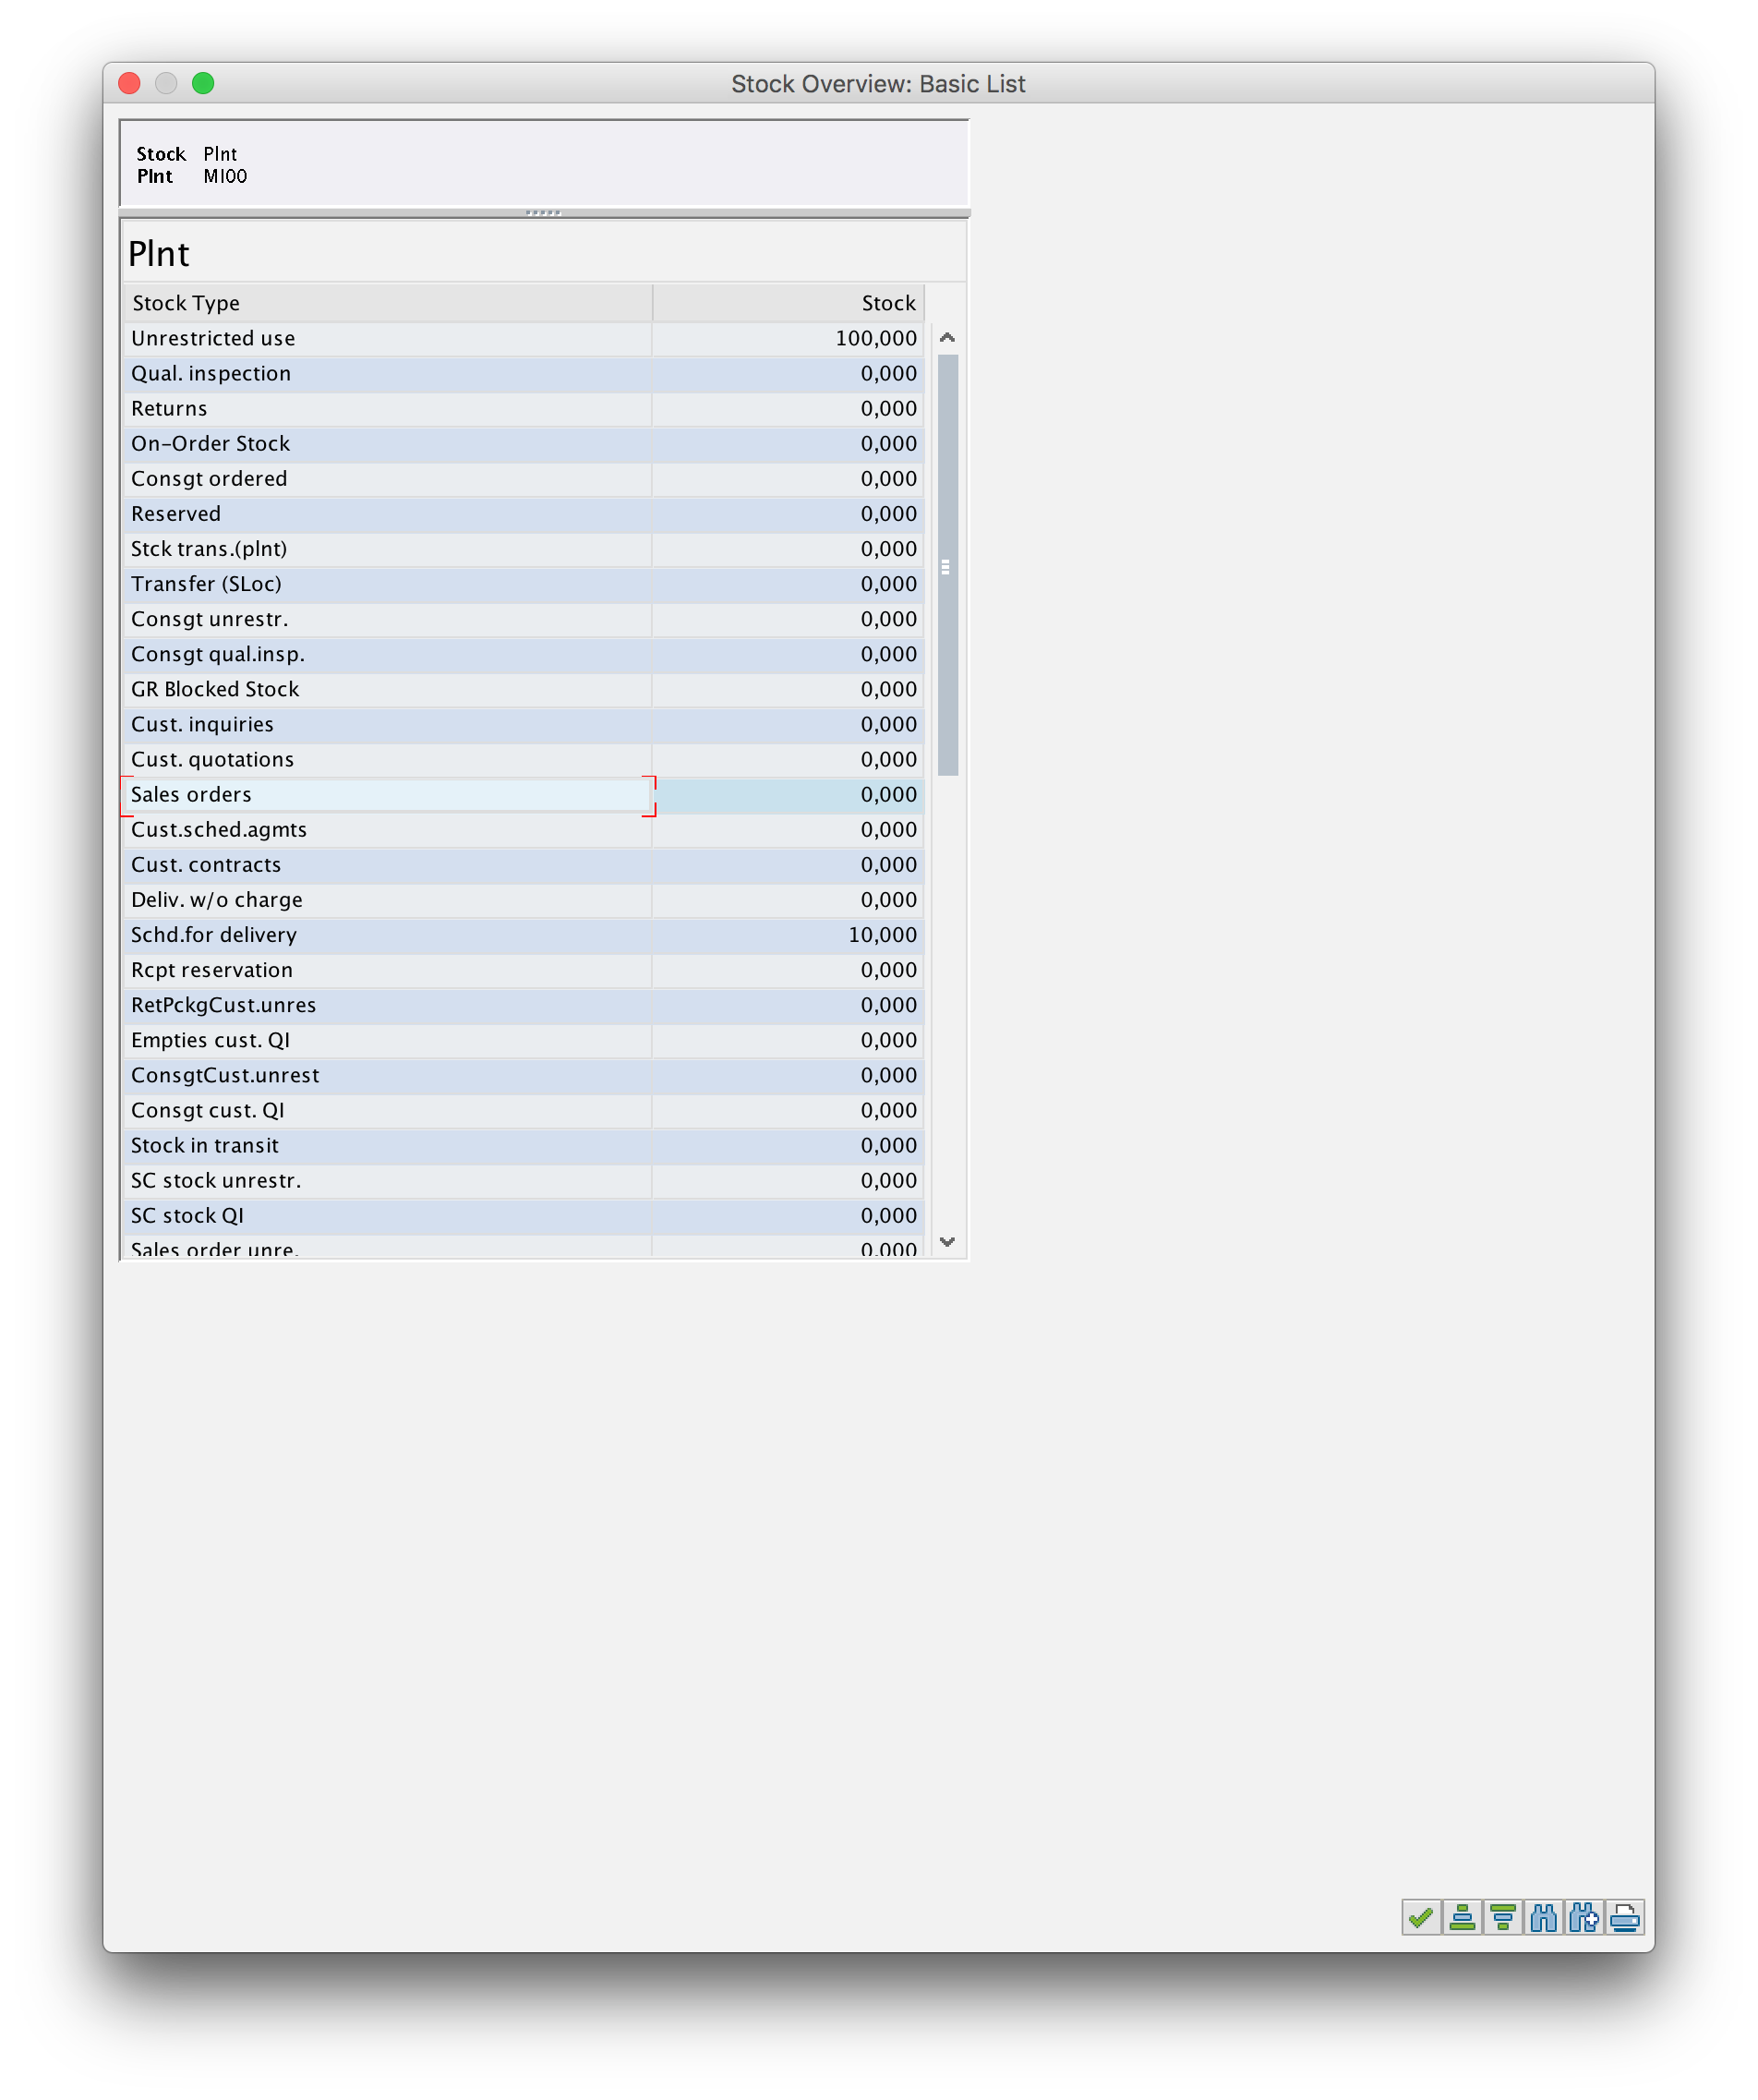 Stock Overview: Basic List
Stock Plnt
Plnt MI00
Plnt
Stock Type Stock
Unrestricted use 100,000
Qual. inspection 0,000
Returns 0,000
On-Order Stock 0,000
Consgt ordered 0,000
Reserved 0,000
Stck trans.(plnt) 0,000
Transfer (SLoc) 0,000
Consgt unrestr. 0,000
Consgt qual.insp. 0,000
GR Blocked Stock 0,000
Cust. inquiries 0,000
Cust. quotations 0,000
Sales orders 0,000
Cust.sched.agmts 0,000
Cust. contracts 0,000
Deliv. w/o charge 0,000
Schd.for delivery 10,000
Rcpt reservation 0,000
RetPckgCust.unres 0,000
Empties cust. QI 0,000
ConsgtCust.unrest 0,000
Consgt cust. QI 0,000
Stock in transit 0,000
SC stock unrestr. 0,000
SC stock QI 0,000
Sales order unre. 0,000